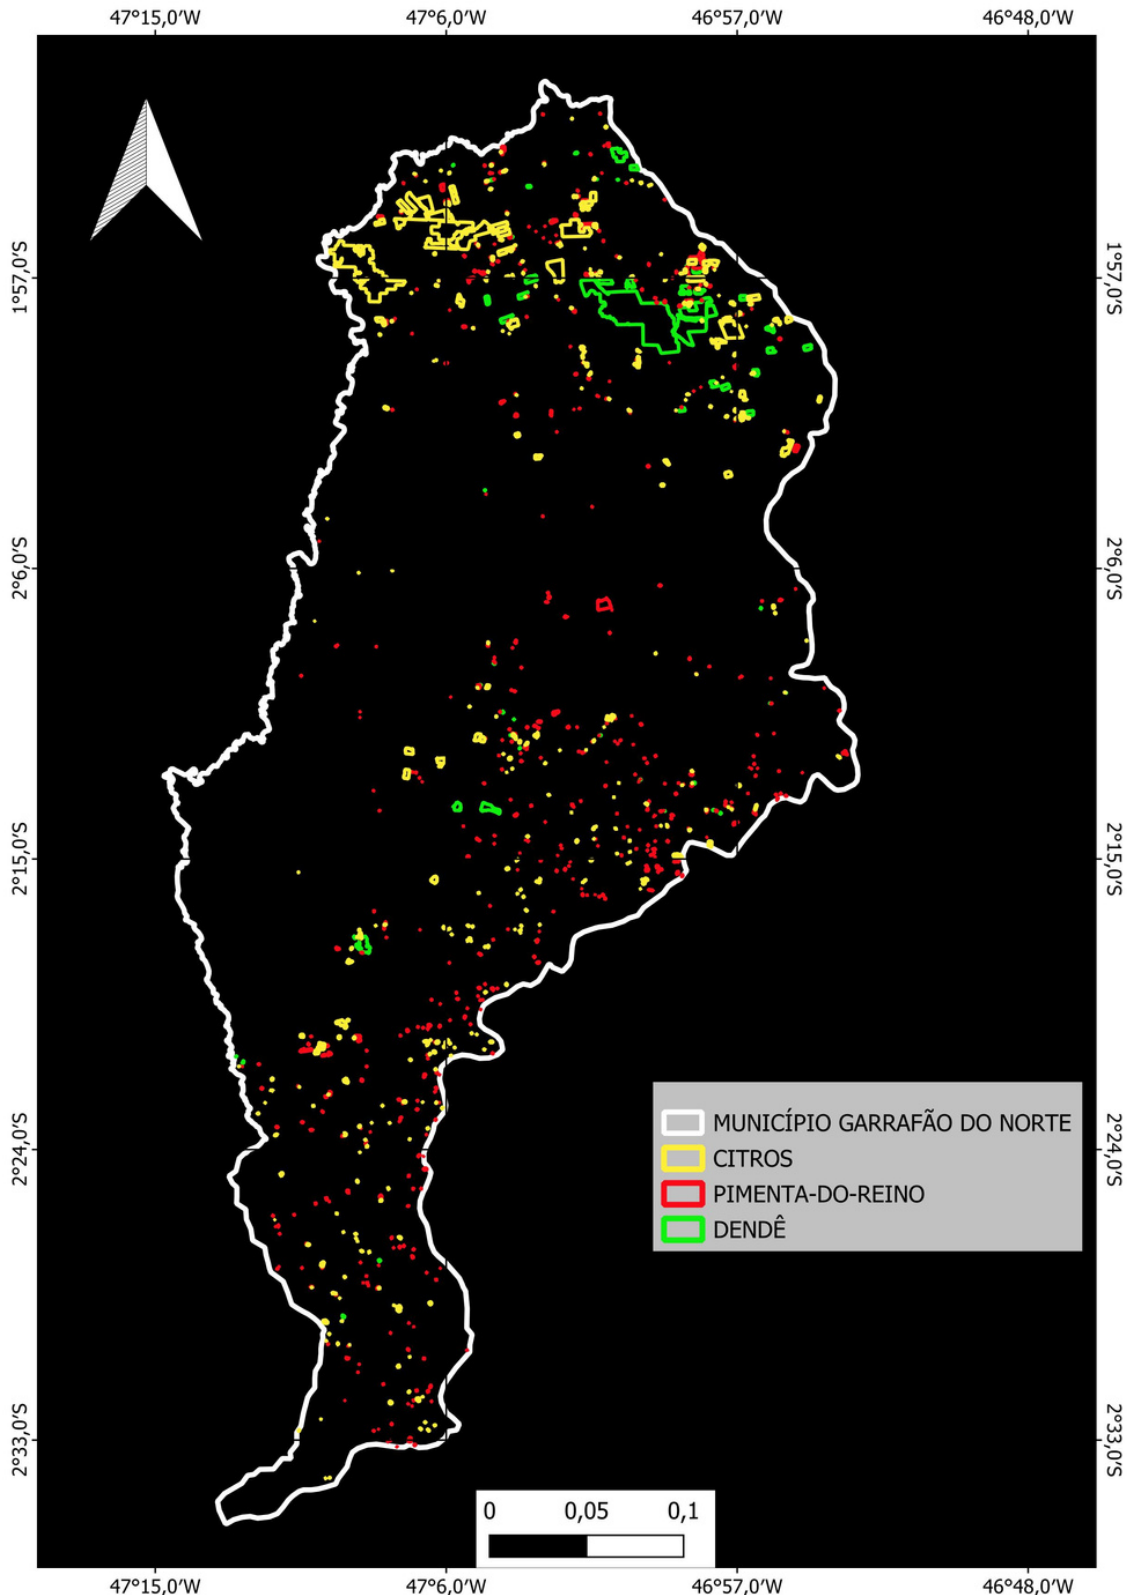 47°15,0'W 47°6,0'W 46°57,0'W 46°48,0'W
1°57,0'S 1°57,0'S
2°6,0'S 2°6,0'S
2°15,0'S 2°15,0'S
MUNICÍPIO GARRAFÃO DO NORTE
CITROS
PIMENTA-DO-REINO
DENDÊ
2°24,0'S 2°24,0'S
2°33,0'S 2°33,0'S
0 0,05 0,1
47°15,0'W 47°6,0'W 46°57,0'W 46°48,0'W